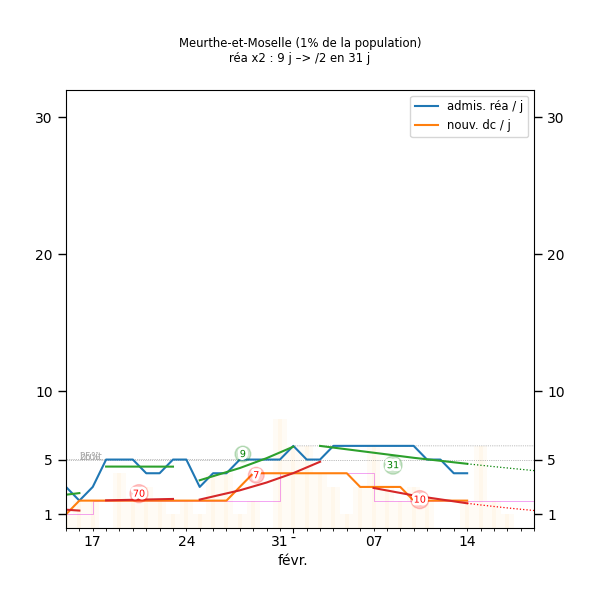 Meurthe-et-Moselle (1% de la population)
réa x2 : 9 j –> /2 en 31 j
admis. réa / j
nouv. dc / j
30 30
20 20
10 10
5 5
1 1
9
7
31
70
-10
17 24 31 - 07 14
févr.